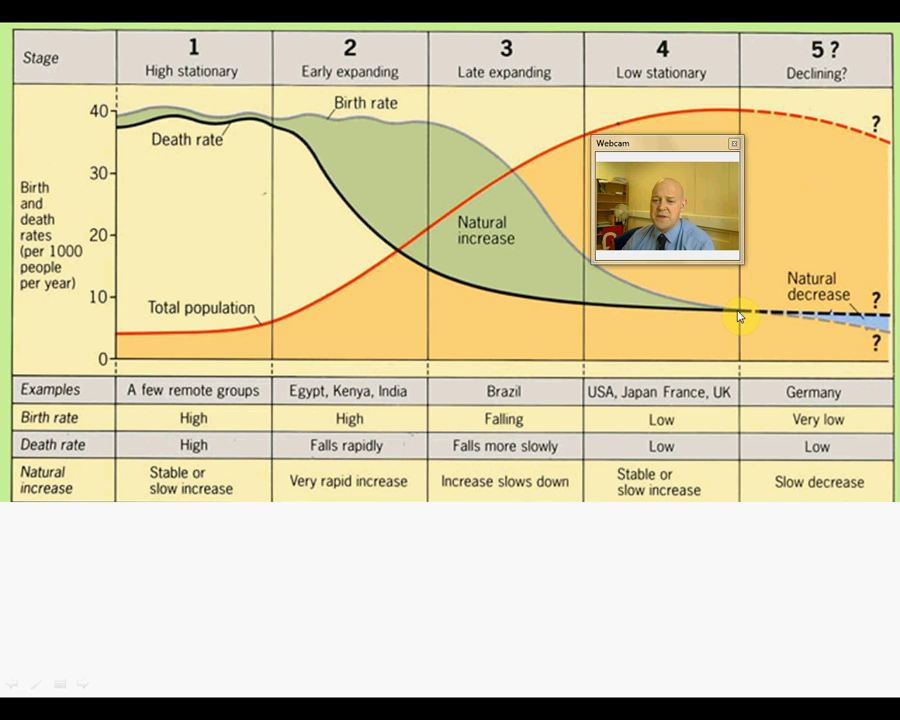 Stage
1
High stationary
2
Early expanding
3
Late expanding
4
Low stationary
5 ?
Declining?
Birth
and
death
rates
(per 1000
people
per year)
40
30
20
10
0
Birth rate
Death rate
Total population
Natural
increase
Webcam
Natural
decrease
?
?
?
Examples
A few remote groups
Egypt, Kenya, India
Brazil
USA, Japan France, UK
Germany
Birth rate
High
High
Falling
Low
Very low
Death rate
High
Falls rapidly
Falls more slowly
Low
Low
Natural
increase
Stable or
slow increase
Very rapid increase
Increase slows down
Stable or
slow increase
Slow decrease